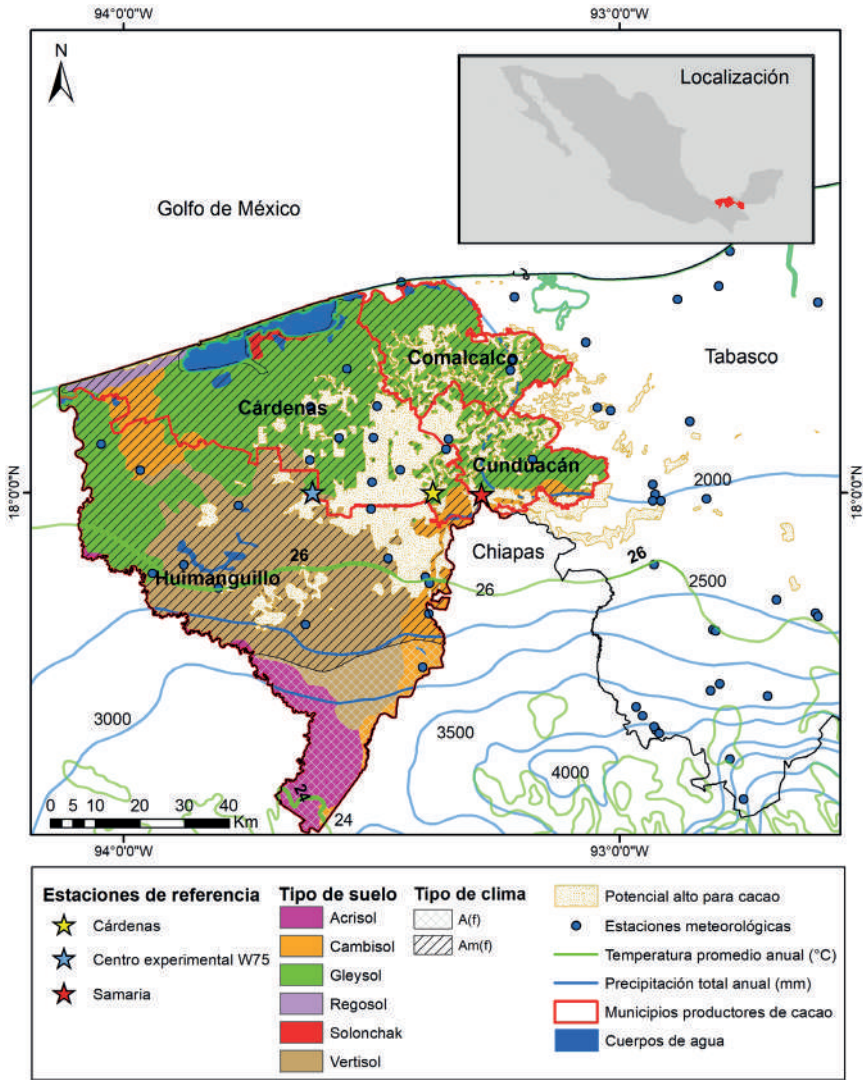 94°0'0"W
93°0'0"W
N
Localización
Golfo de México
Tabasco
Comalcalco
Cárdenas
Cunduacán
18°0'0"N
18°0'0"N
2000
Chiapas
26
26
26
2500
Huimanguillo
3000
3500
4000
24
24
0 5 10 20 30 40
Km
94°0'0"W
93°0'0"W
Estaciones de referencia
Cárdenas
Centro experimental W75
Samaria
Tipo de suelo
Acrisol
Cambisol
Gleysol
Regosol
Solonchak
Vertisol
Tipo de clima
A(f)
Am(f)
Potencial alto para cacao
Estaciones meteorológicas
Temperatura promedio anual (°C)
Precipitación total anual (mm)
Municipios productores de cacao
Cuerpos de agua